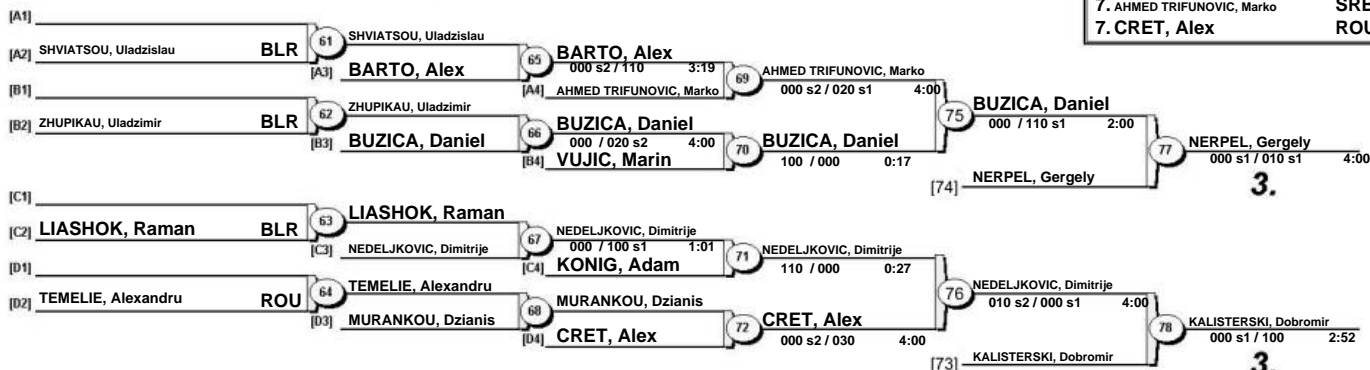 7. AHMED TRIFUNOVIC, Marko SRB
7. CRET, Alex ROU
[A1]
[A2] SHVIATSOU, Uladzislau BLR
61
SHVIATSOU, Uladzislau
[A3] BARTO, Alex
65
BARTO, Alex
000 s2 / 110 3:19
[A4] AHMED TRIFUNOVIC, Marko
69
AHMED TRIFUNOVIC, Marko
000 s2 / 020 s1 4:00
[B1]
[B2] ZHUPIKAU, Uladzimir BLR
62
ZHUPIKAU, Uladzimir
[B3] BUZICA, Daniel
66
BUZICA, Daniel
000 / 020 s2 4:00
[B4] VUJIC, Marin
70
BUZICA, Daniel
100 / 000 0:17
75
BUZICA, Daniel
000 / 110 s1 2:00
[74] NERPEL, Gergely
77
NERPEL, Gergely
000 s1 / 010 s1 4:00
3.
[C1]
[C2] LIASHOK, Raman BLR
63
LIASHOK, Raman
[C3] NEDELJKOVIC, Dimitrije
67
NEDELJKOVIC, Dimitrije
000 / 100 s1 1:01
[C4] KONIG, Adam
71
NEDELJKOVIC, Dimitrije
110 / 000 0:27
[D1]
[D2] TEMELIE, Alexandru ROU
64
TEMELIE, Alexandru
[D3] MURANKOU, Dzianis
68
MURANKOU, Dzianis
[D4] CRET, Alex
72
CRET, Alex
000 s2 / 030 4:00
76
NEDELJKOVIC, Dimitrije
010 s2 / 000 s1 4:00
[73] KALISTERSKI, Dobromir
78
KALISTERSKI, Dobromir
000 s1 / 100 2:52
3.